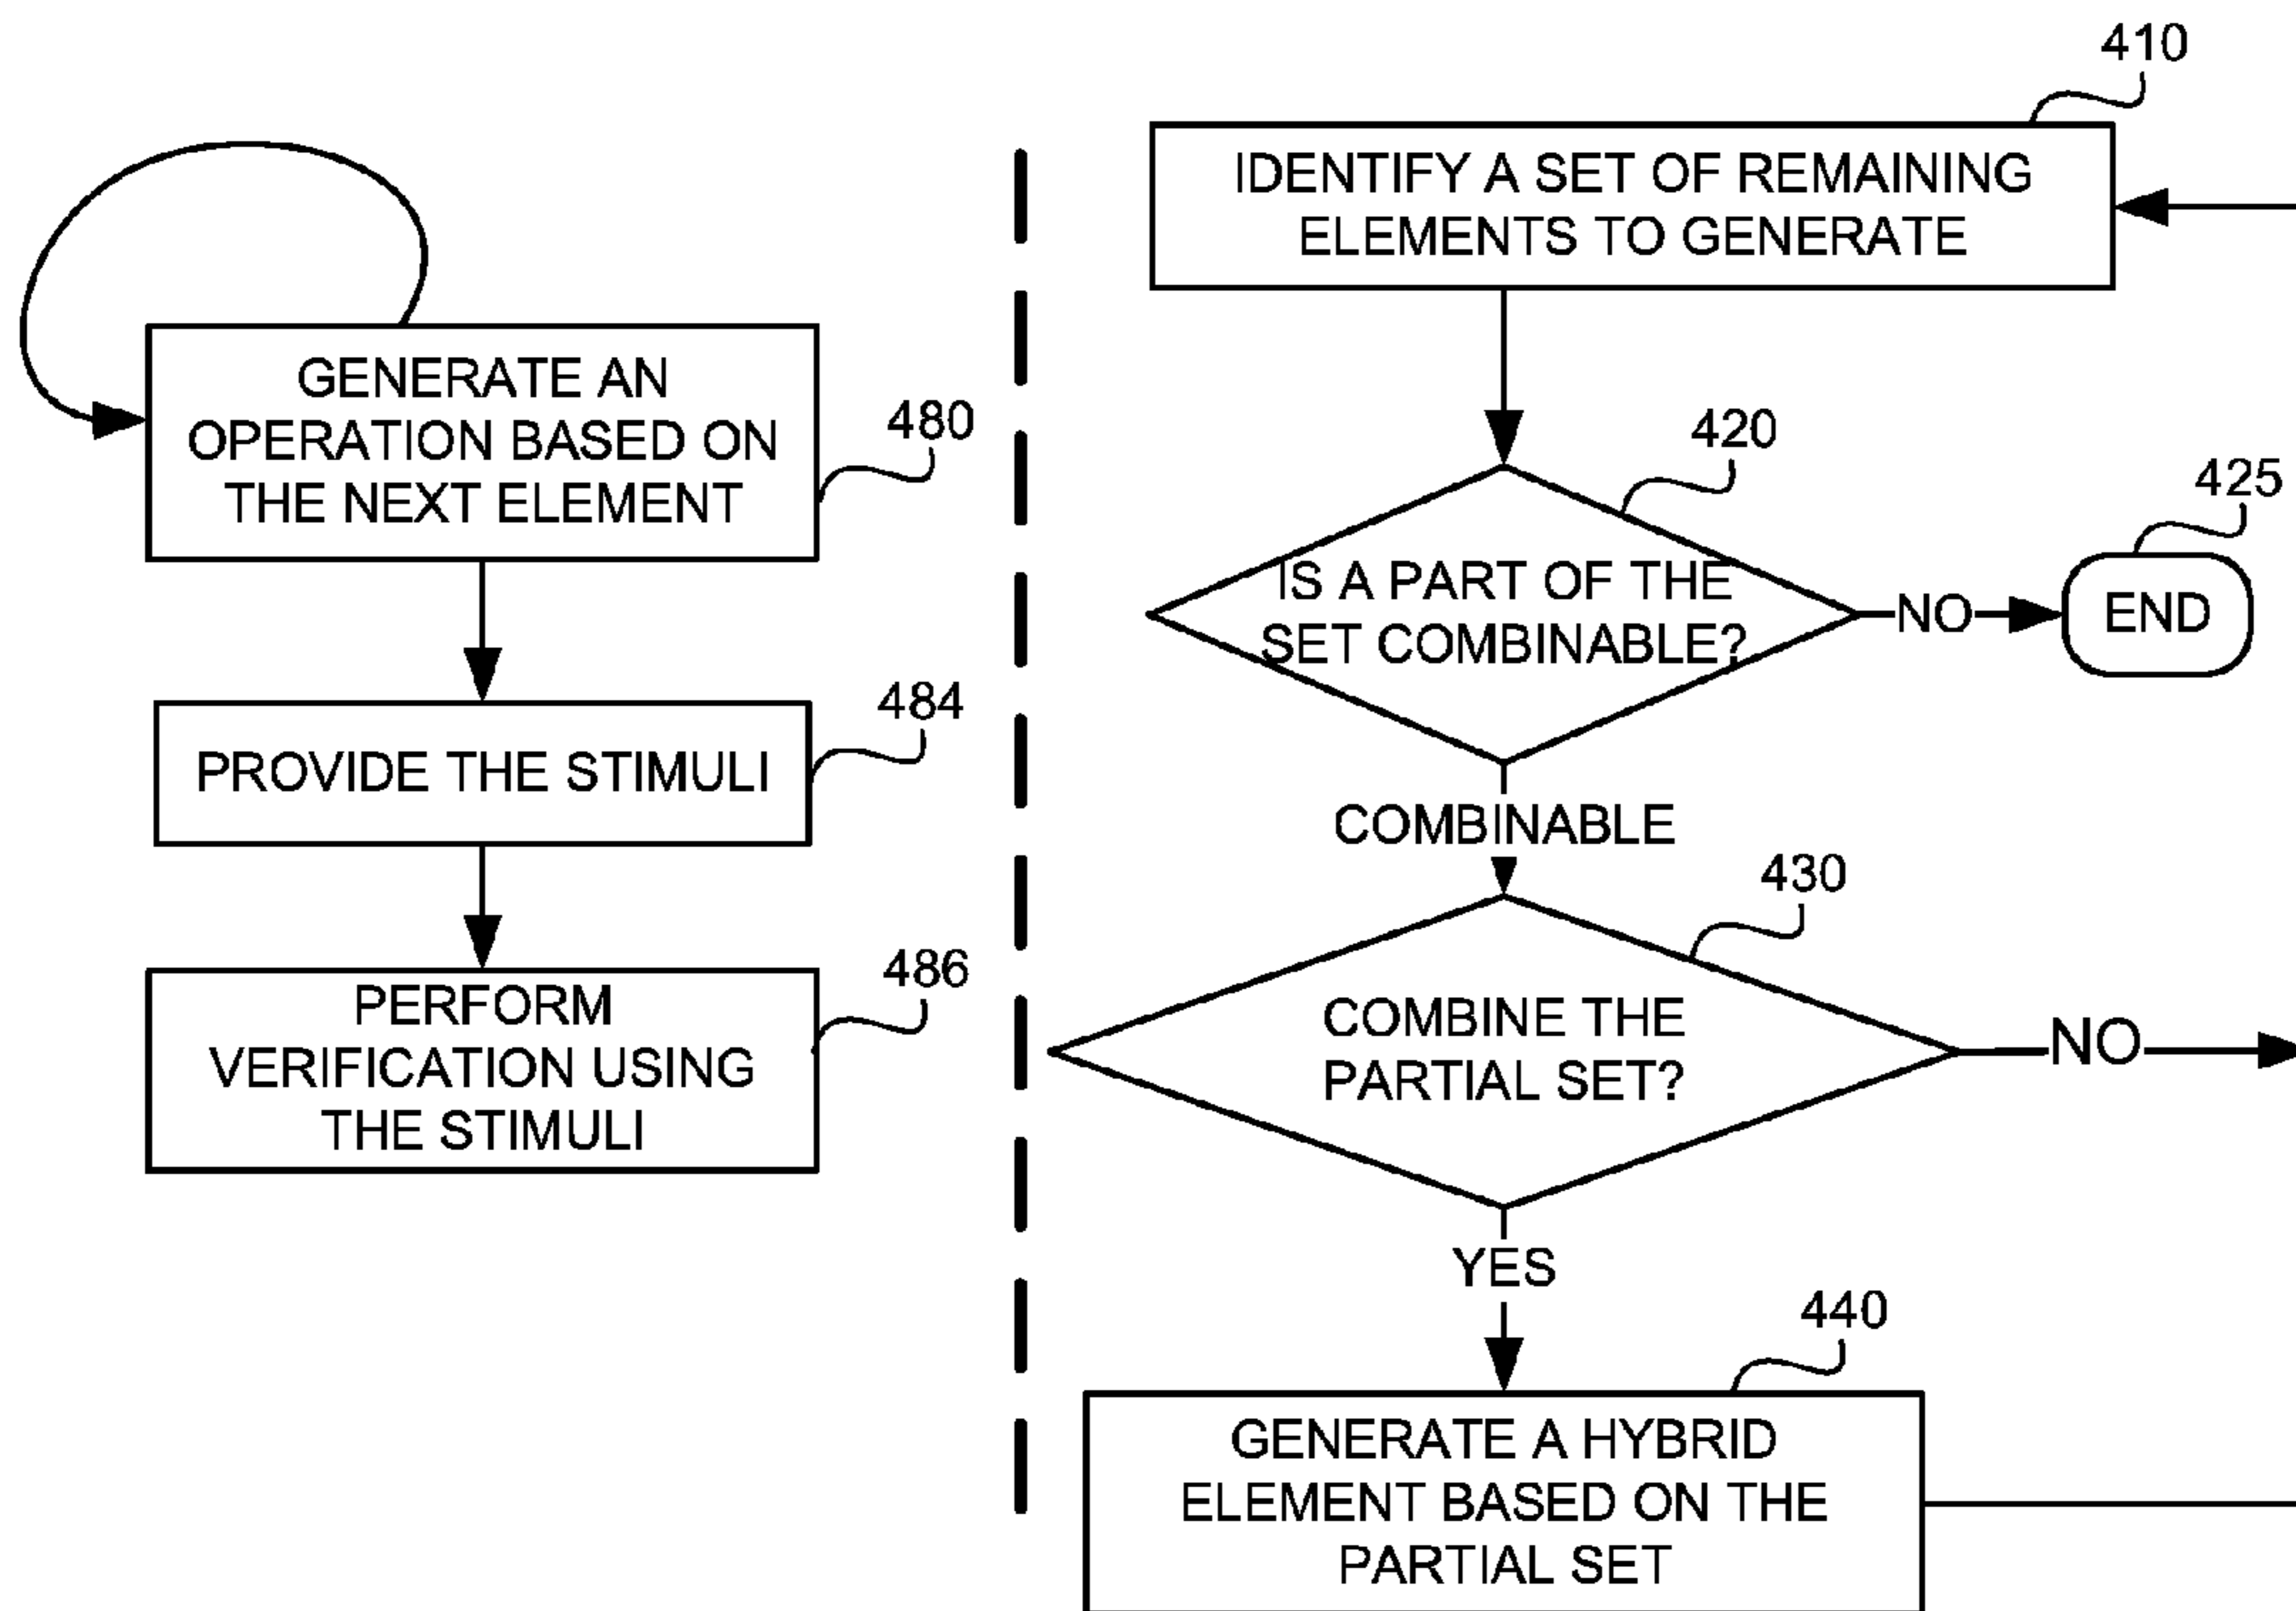 GENERATE AN
OPERATION BASED ON
THE NEXT ELEMENT
480
PROVIDE THE STIMULI
484
PERFORM
VERIFICATION USING
THE STIMULI
486
410
IDENTIFY A SET OF REMAINING
ELEMENTS TO GENERATE
420
IS A PART OF THE
SET COMBINABLE?
NO
425
END
COMBINABLE
430
COMBINE THE
PARTIAL SET?
NO
YES
440
GENERATE A HYBRID
ELEMENT BASED ON THE
PARTIAL SET